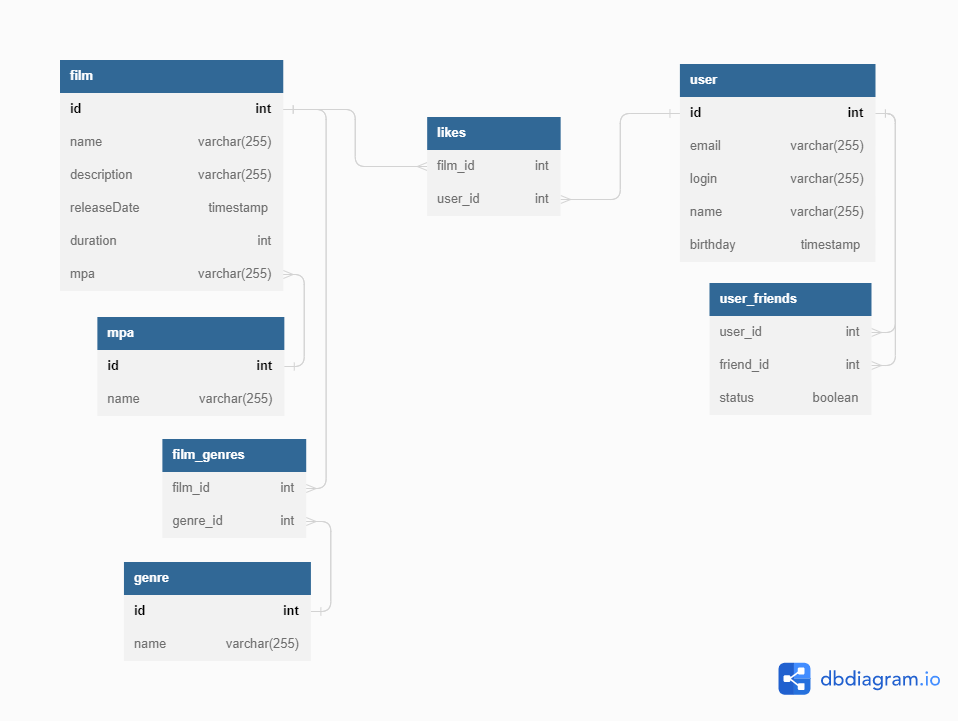 film
id int
name varchar(255)
description varchar(255)
releaseDate timestamp
duration int
mpa varchar(255)
mpa
id int
name varchar(255)
film_genres
film_id int
genre_id int
genre
id int
name varchar(255)
likes
film_id int
user_id int
user
id int
email varchar(255)
login varchar(255)
name varchar(255)
birthday timestamp
user_friends
user_id int
friend_id int
status boolean
dbdiagram.io